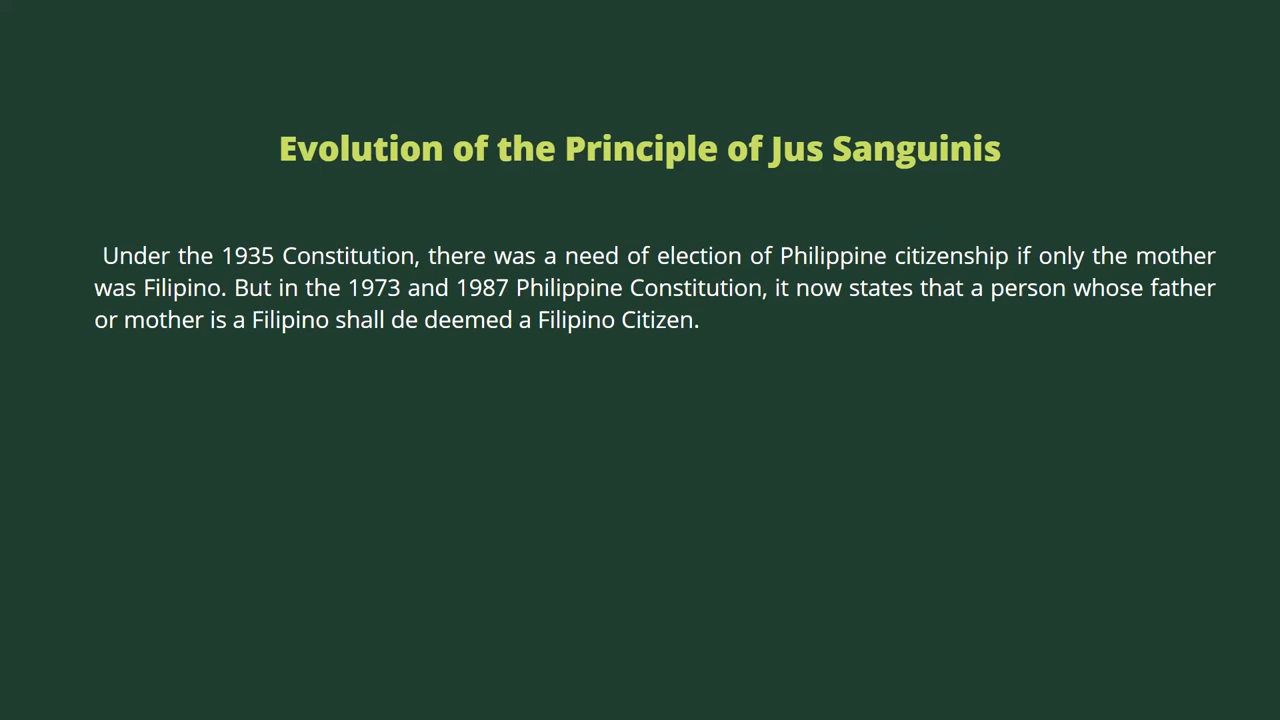 Evolution of the Principle of Jus Sanguinis
Under the 1935 Constitution, there was a need of election of Philippine citizenship if only the mother
was Filipino. But in the 1973 and 1987 Philippine Constitution, it now states that a person whose father
or mother is a Filipino shall de deemed a Filipino Citizen.